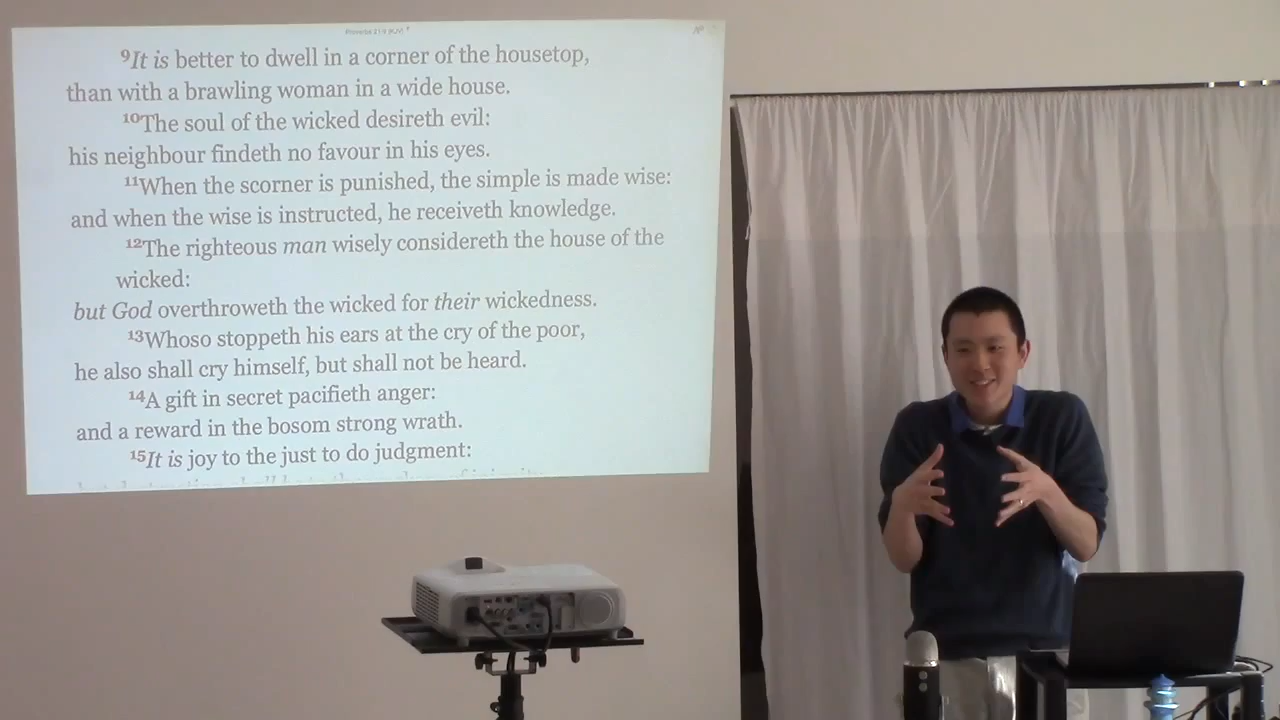 Proverbs 21:9 (KJV)
9It is better to dwell in a corner of the housetop,
than with a brawling woman in a wide house.
10The soul of the wicked desireth evil:
his neighbour findeth no favour in his eyes.
11When the scorner is punished, the simple is made wise:
and when the wise is instructed, he receiveth knowledge.
12The righteous man wisely considereth the house of the
wicked:
but God overthroweth the wicked for their wickedness.
13Whoso stoppeth his ears at the cry of the poor,
he also shall cry himself, but shall not be heard.
14A gift in secret pacifieth anger:
and a reward in the bosom strong wrath.
15It is joy to the just to do judgment: